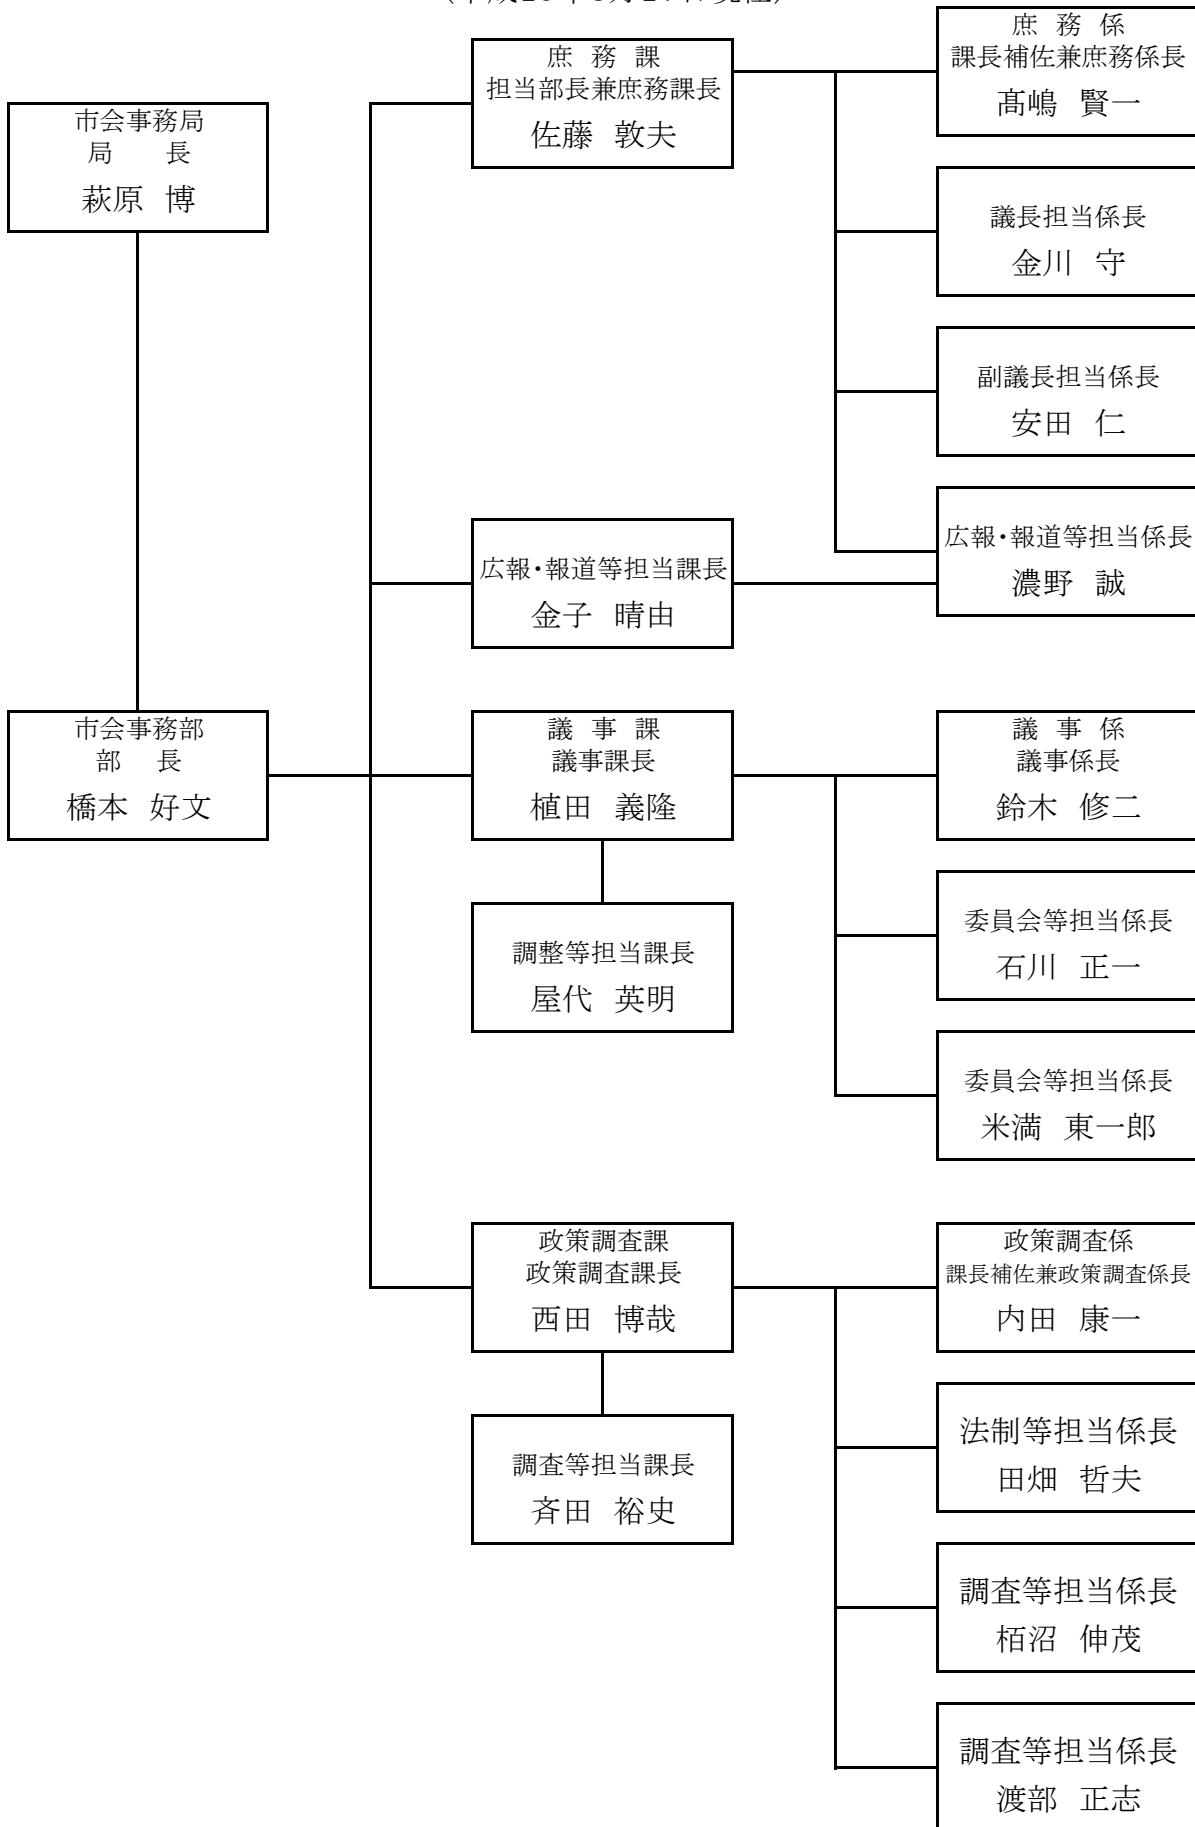 市会事務局
局 長
萩原 博
市会事務部
部 長
橋本 好文
庶 務 課
担当部長兼庶務課長
佐藤 敦夫
広報・報道等担当課長
金子 晴由
議 事 課
議事課長
植田 義隆
調整等担当課長
屋代 英明
政策調査課
政策調査課長
西田 博哉
調査等担当課長
斉田 裕史
庶 務 係
課長補佐兼庶務係長
髙嶋 賢一
議長担当係長
金川 守
副議長担当係長
安田 仁
広報・報道等担当係長
濃野 誠
議 事 係
議事係長
鈴木 修二
委員会等担当係長
石川 正一
委員会等担当係長
米満 東一郎
政策調査係
課長補佐兼政策調査係長
内田 康一
法制等担当係長
田畑 哲夫
調査等担当係長
栢沼 伸茂
調査等担当係長
渡部 正志